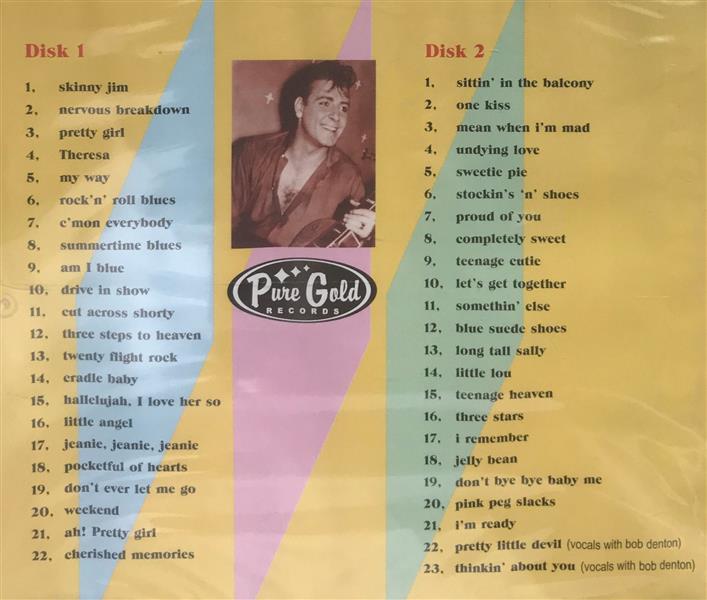 Disk 1
1, skinny jim
2, nervous breakdown
3, pretty girl
4, Theresa
5, my way
6, rock'n' roll blues
7, c'mon everybody
8, summertime blues
9, am I blue
10, drive in show
11, cut across shorty
12, three steps to heaven
13, twenty flight rock
14, cradle baby
15, hallelujah, I love her so
16, little angel
17, jeanie, jeanie, jeanie
18, pocketful of hearts
19, don't ever let me go
20, weekend
21, ah! Pretty girl
22, cherished memories
Pure Gold
RECORDS
Disk 2
1, sittin' in the balcony
2, one kiss
3, mean when i'm mad
4, undying love
5, sweetie pie
6, stockin's 'n' shoes
7, proud of you
8, completely sweet
9, teenage cutie
10, let's get together
11, somethin' else
12, blue suede shoes
13, long tall sally
14, little lou
15, teenage heaven
16, three stars
17, i remember
18, jelly bean
19, don't bye bye baby me
20, pink peg slacks
21, i'm ready
22, pretty little devil (vocals with bob denton)
23, thinkin' about you (vocals with bob denton)